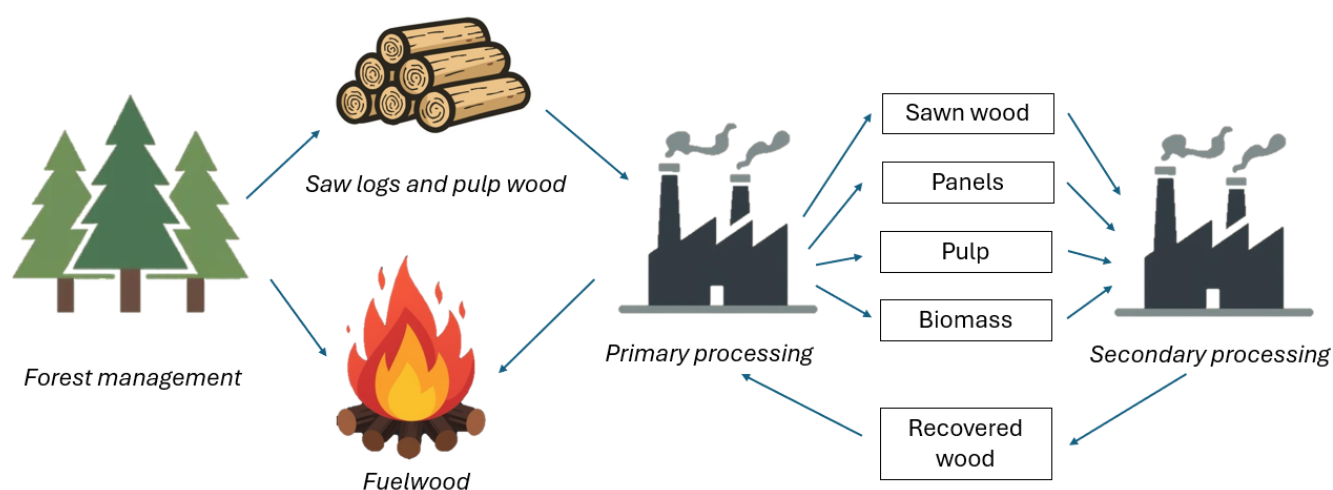 Saw logs and pulp wood
Forest management
Fuelwood
Primary processing
Sawn wood
Panels
Pulp
Biomass
Recovered
wood
Secondary processing